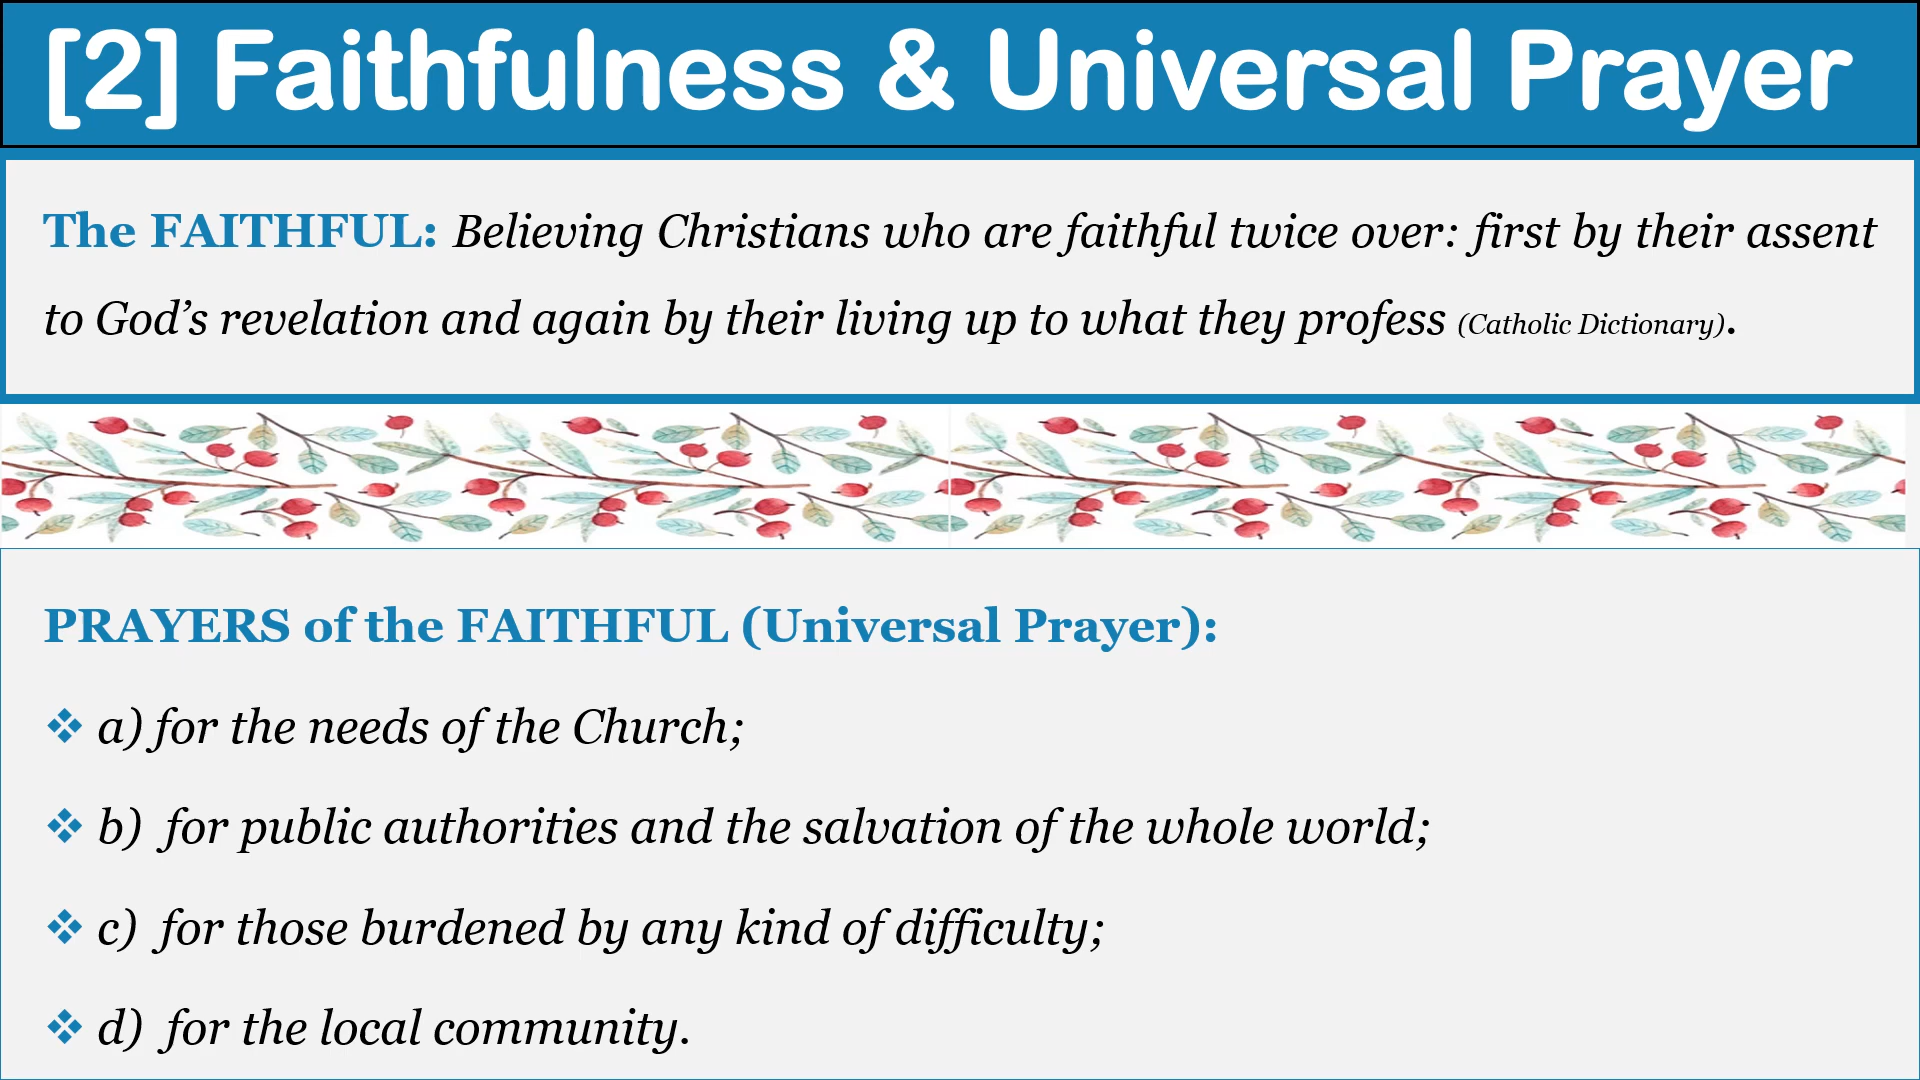 [2] Faithfulness & Universal Prayer
The FAITHFUL: Believing Christians who are faithful twice over: first by their assent
to God’s revelation and again by their living up to what they profess (Catholic Dictionary).
PRAYERS of the FAITHFUL (Universal Prayer):
❖ a) for the needs of the Church;
❖ b) for public authorities and the salvation of the whole world;
❖ c) for those burdened by any kind of difficulty;
❖ d) for the local community.